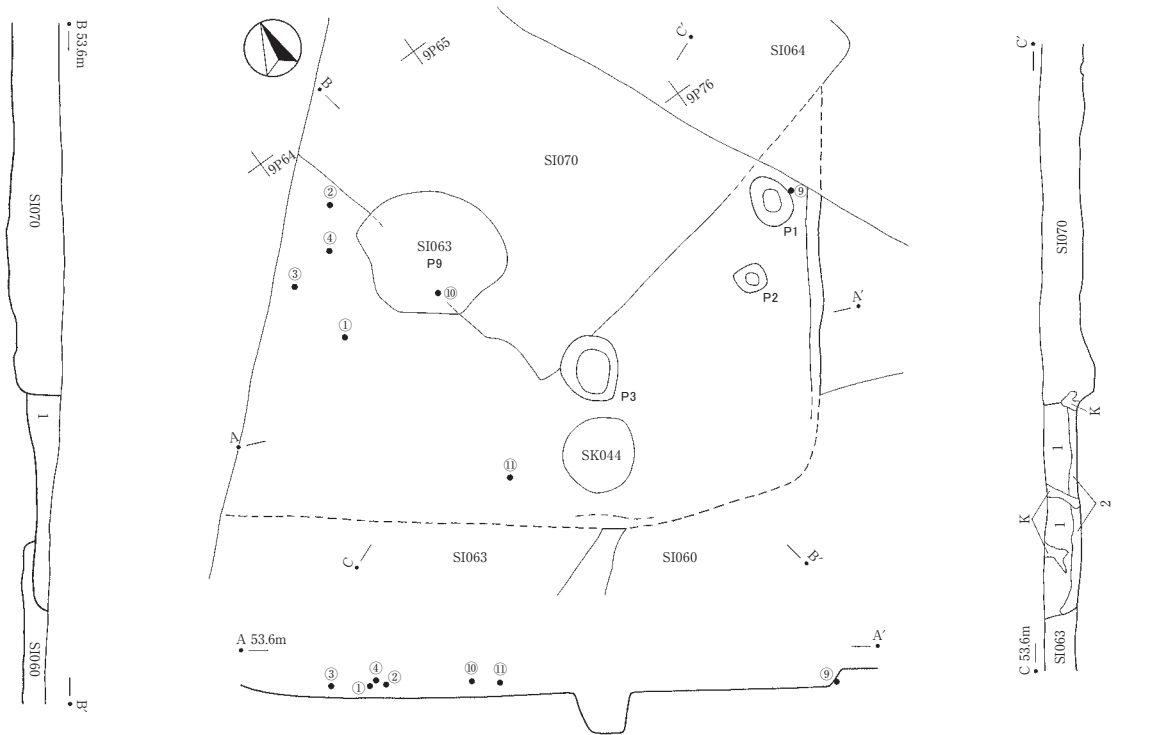 B 53.6m
SI070
1
SI060
B′
9P65
C′
SI064
9P76
B
9P64
SI070
②
⑨
P1
④
SI063
P9
③
⑩
P2
A′
①
P3
A
SK044
⑪
C
SI063
SI060
B′
A 53.6m
A′
③
④
①
②
⑩
⑪
⑨
C′
SI070
K
1
2
K
1
SI063
C 53.6m